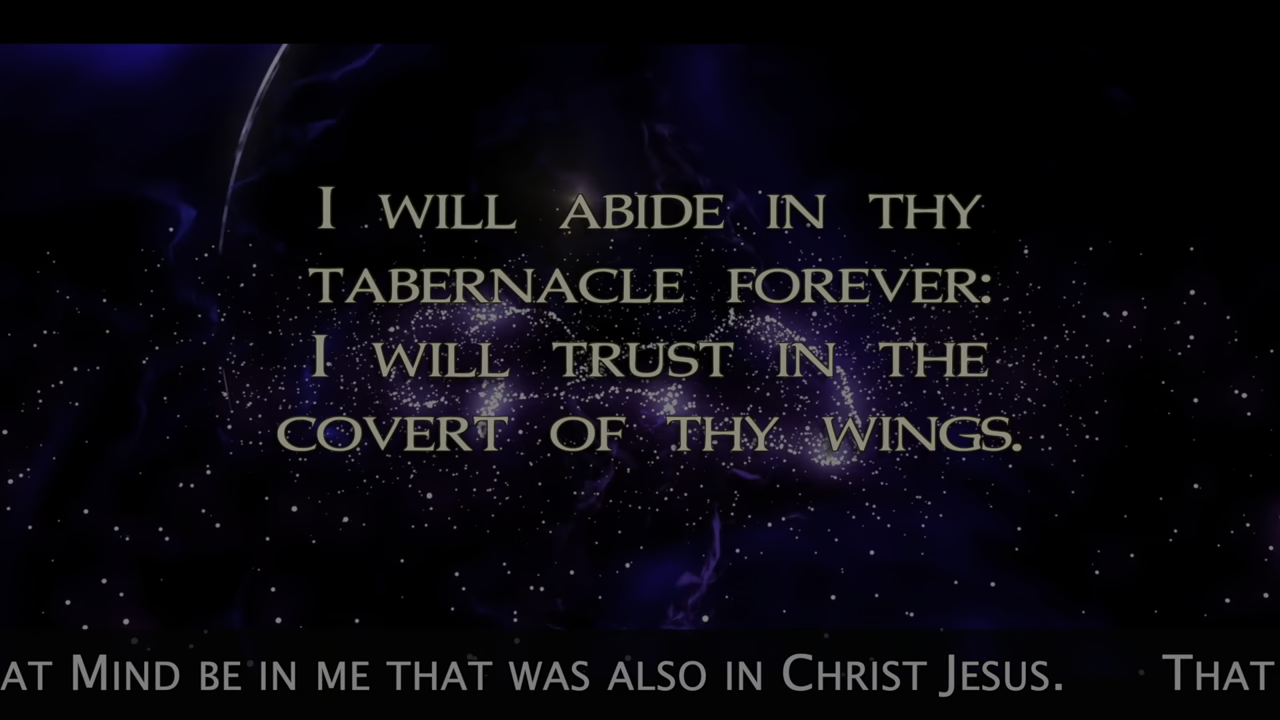 I WILL ABIDE IN THY
TABERNACLE FOREVER:
I WILL TRUST IN THE
COVERT OF THY WINGS.
AT MIND BE IN ME THAT WAS ALSO IN CHRIST JESUS. THAT